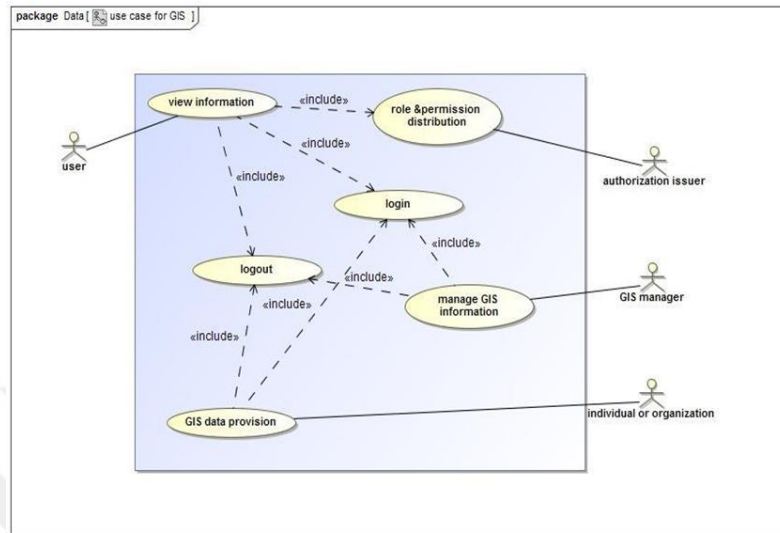 package Data [ use case for GIS ]
view information
«include»
role &permission
distribution
«include»
user
authorization issuer
«include»
login
«include»
logout
«include»
manage GIS
information
GIS manager
«include»
«include»
GIS data provision
individual or organization